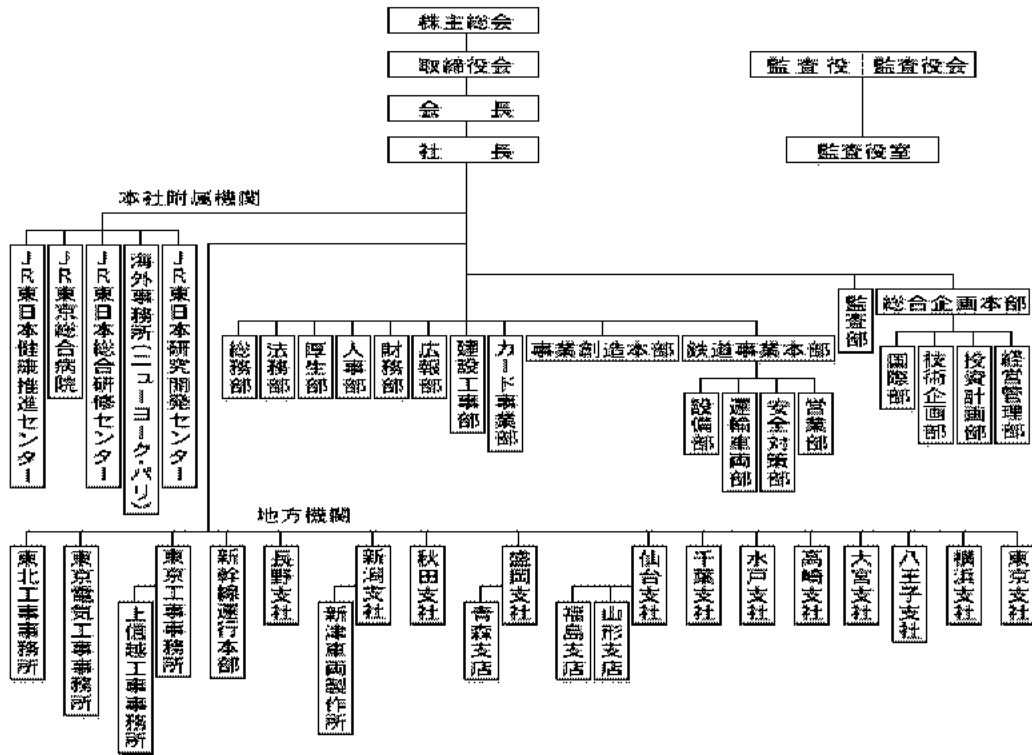 株主総会
取締役会
監査役
監査役会
会長
社長
監査役室
本社附属機関
JR東日本健康推進センター
JR東京総合病院
JR東日本総合研修センター
海外事務所(ニューヨーク・パリ)
JR東日本研究開発センター
監査部
総合企画本部
国際部
技術企画部
投資計画部
経営管理部
総務部
法務部
厚生部
人事部
財務部
広報部
建設工事部
カード事業部
事業創造本部
鉄道事業本部
設備部
運輸車両部
安全対策部
営業部
地方機関
東北工事事務所
東京電気工事事務所
上信越工事事務所
東京工事事務所
新幹線運行本部
長野支社
新津車両製作所
新潟支社
秋田支社
青森支店
盛岡支社
福島支店
山形支店
仙台支社
千葉支社
水戸支社
高崎支社
大宮支社
八王子支社
横浜支社
東京支社